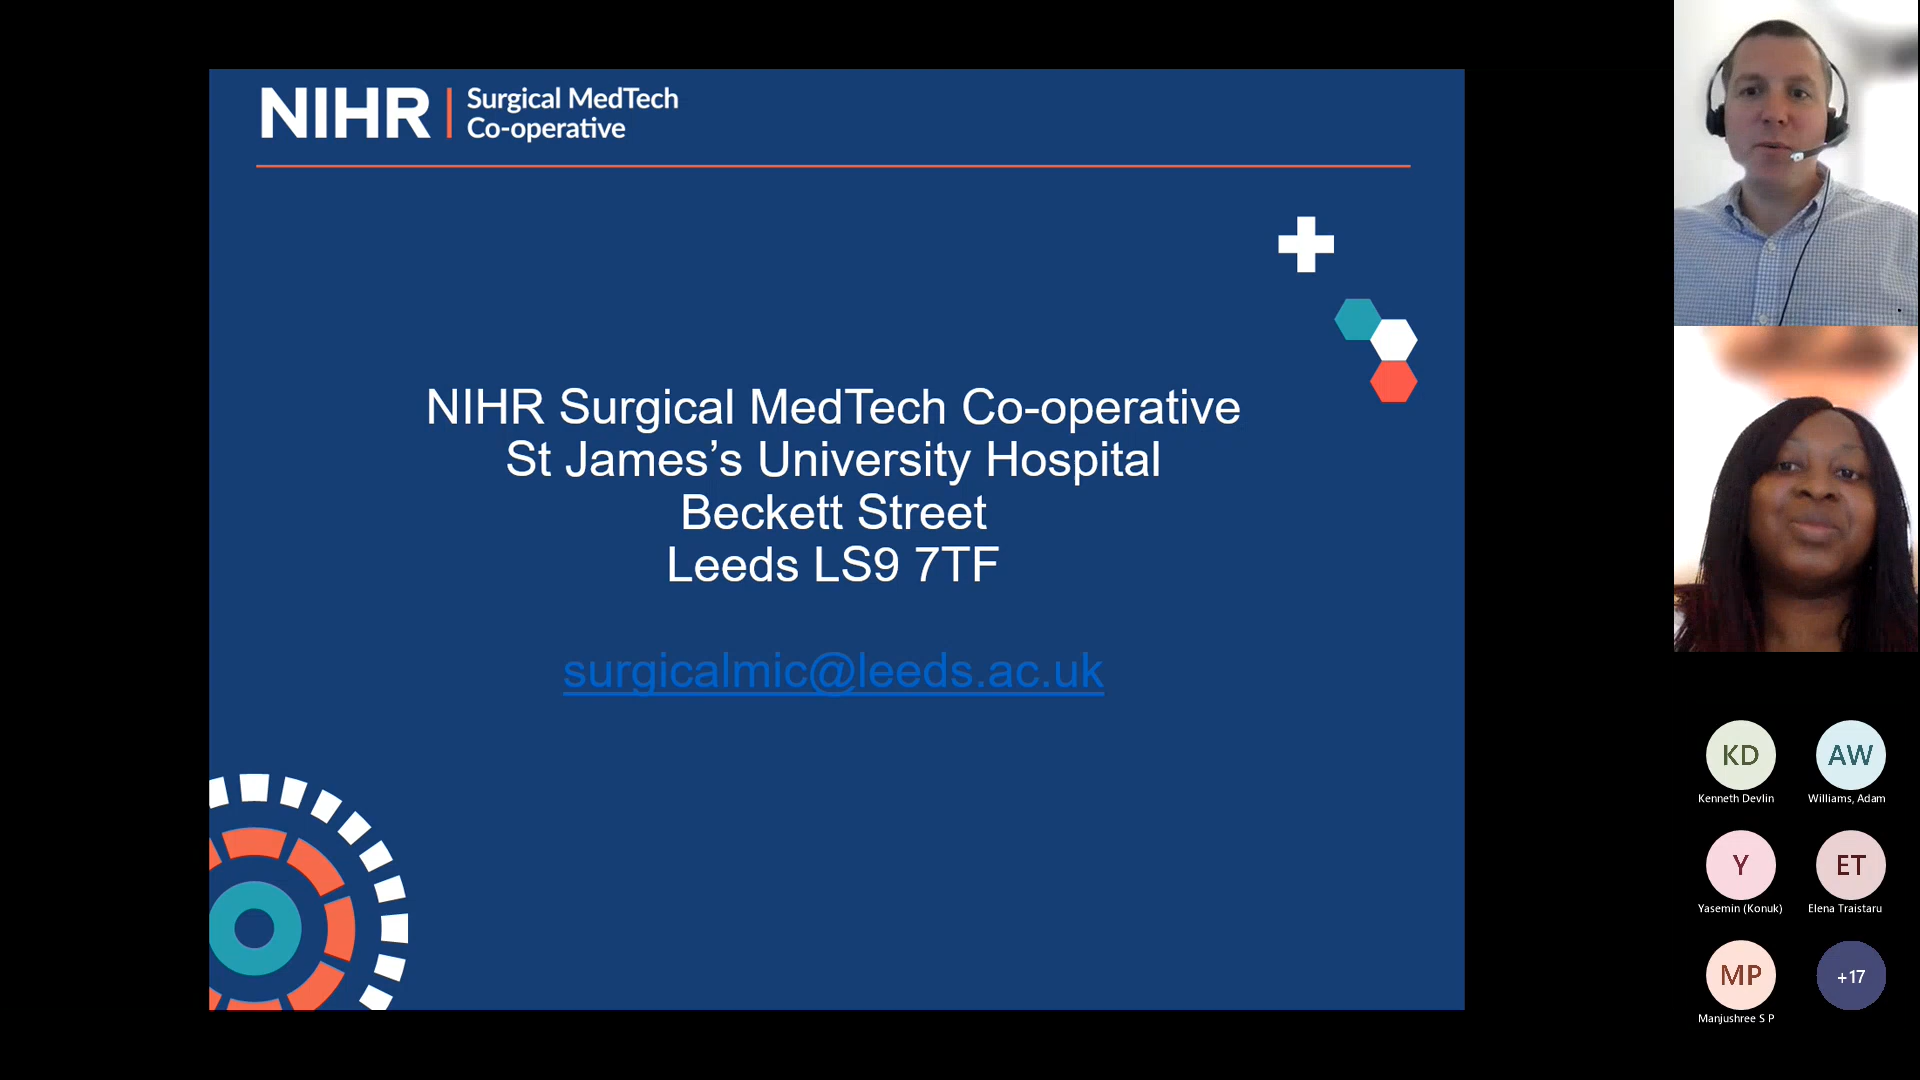 NIHR | Surgical MedTech
Co-operative
NIHR Surgical MedTech Co-operative
St James’s University Hospital
Beckett Street
Leeds LS9 7TF
surgicalmic@leeds.ac.uk
KD
Kenneth Devlin
AW
Williams, Adam
Y
Yasemin (Konuk)
ET
Elena Traistaru
MP
Manjushree S P
+17